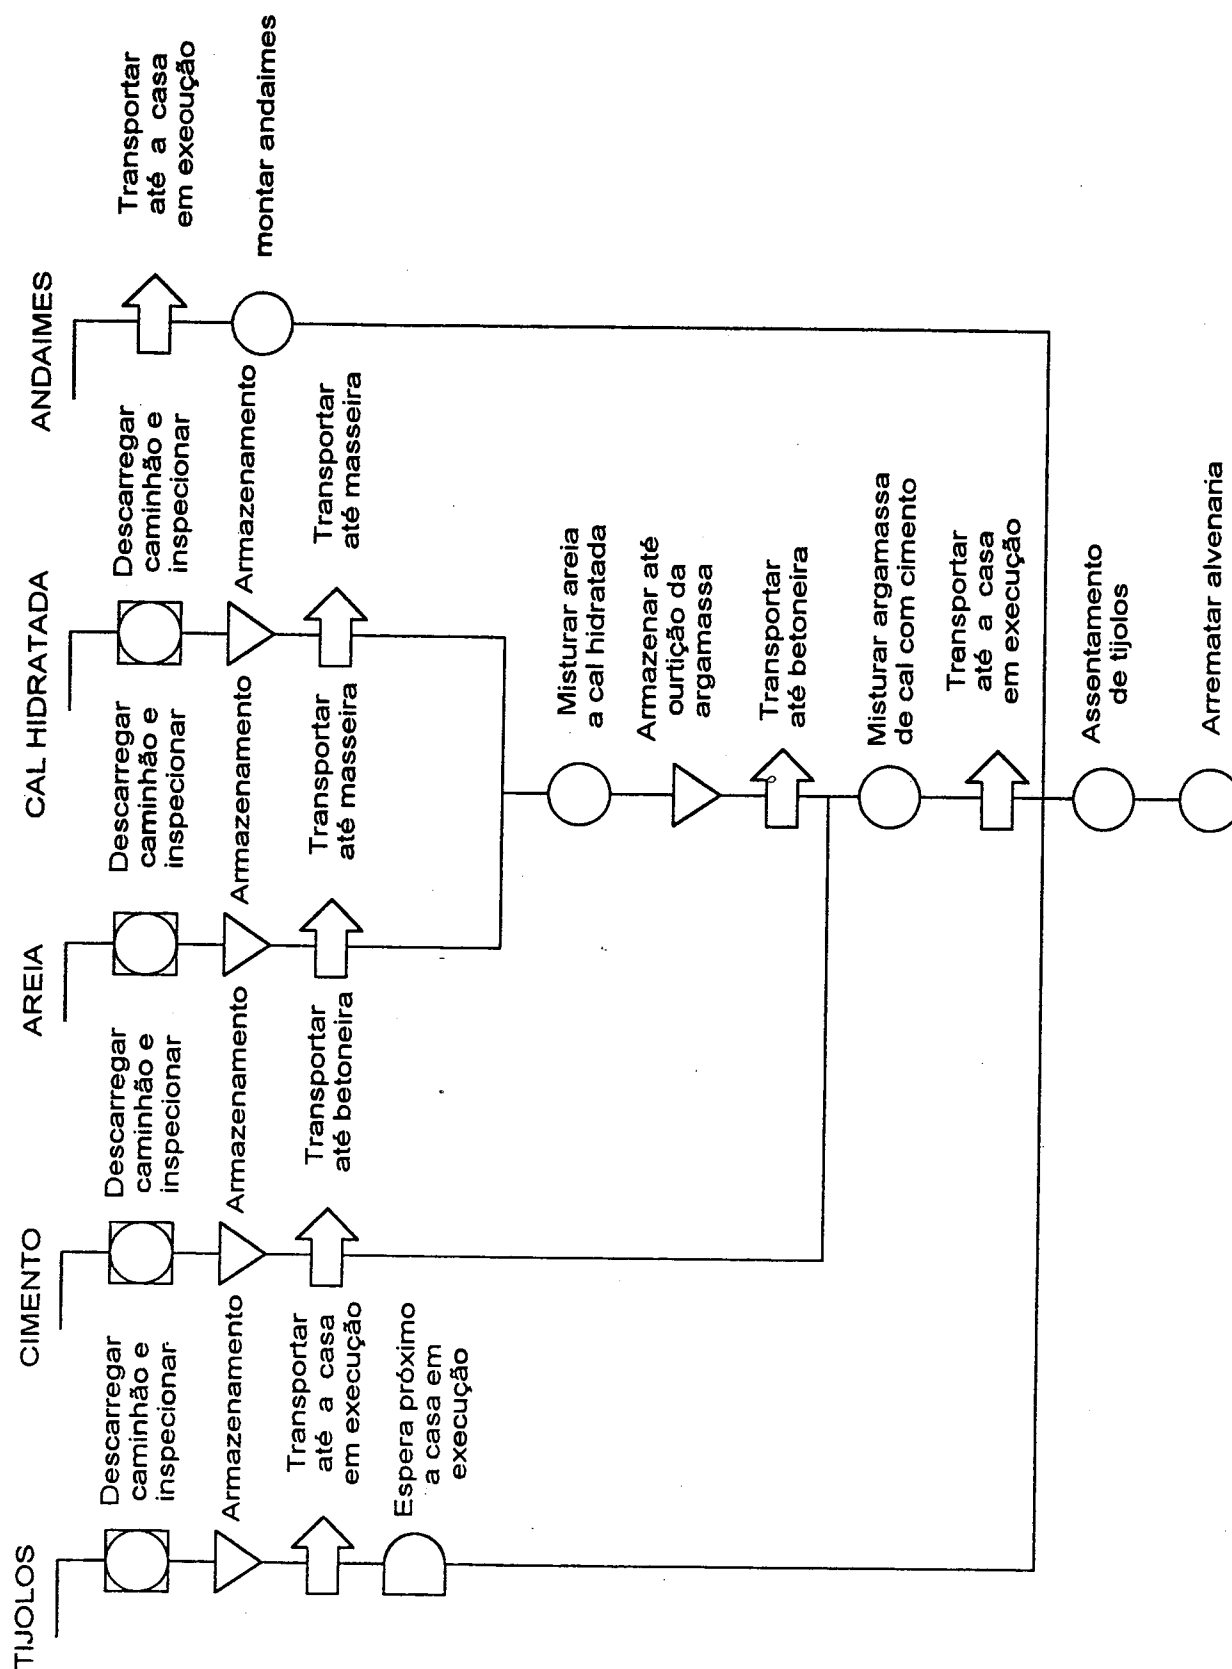 TIJOLOS
Descarregar
caminhão e
inspecionar
Armazenamento
Transportar
até a casa
em execução
Espera próximo
a casa em
execução
CIMENTO
Descarregar
caminhão e
inspecionar
Armazenamento
Transportar
até betoneira
AREIA
Descarregar
caminhão e
inspecionar
Armazenamento
Transportar
até masseira
CAL HIDRATADA
Descarregar
caminhão e
inspecionar
Armazenamento
Transportar
até masseira
ANDAIMES
Transportar
até a casa
em exeoução
montar andaimes
Misturar areia
a cal hidratada
Armazenar até
ourtição da
argamassa
Transportar
até betoneira
Misturar argamassa
de cal com cimento
Trensportar
até a casa
em execução
Assentamento
de tijolos
Arrematar alvenaria